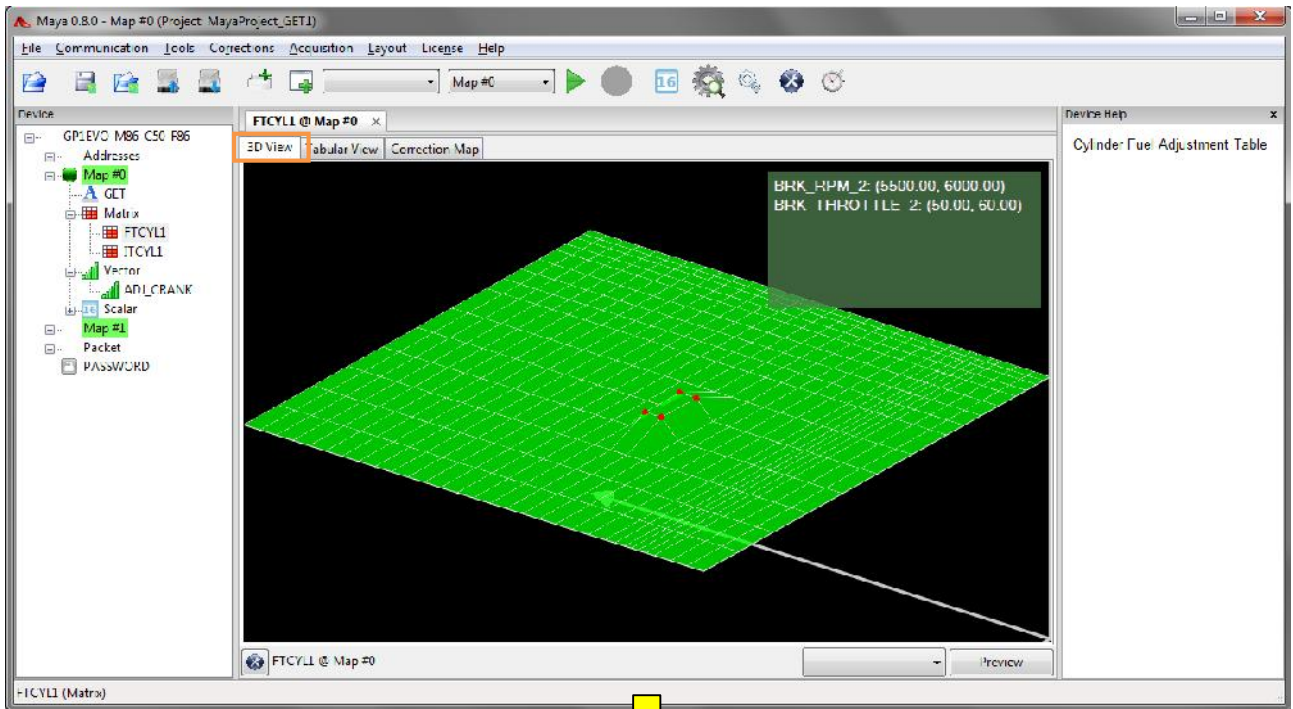 Maya 0.8.0 - Map #0 (Project: MayaProject_GET1)
File Communication Tools Corrections Acquisition Layout License Help
Map #0
16
Device
GP1EVO M86 C50 F86
Addresses
Map #0
A GET
Matrix
FTCYL1
ITCYL1
Vector
ADJ_CRANK
16 Scalar
Map #1
Packet
PASSWORD
FTCYL1 @ Map #0 x
3D View Tabular View Correction Map
BRK_RPM_2: (5500.00, 6000.00)
BRK_THROTTLE_2: (50.00, 60.00)
FTCYL1 @ Map #0
Preview
Device Help x
Cylinder Fuel Adjustment Table
FTCYL1 (Matrix)